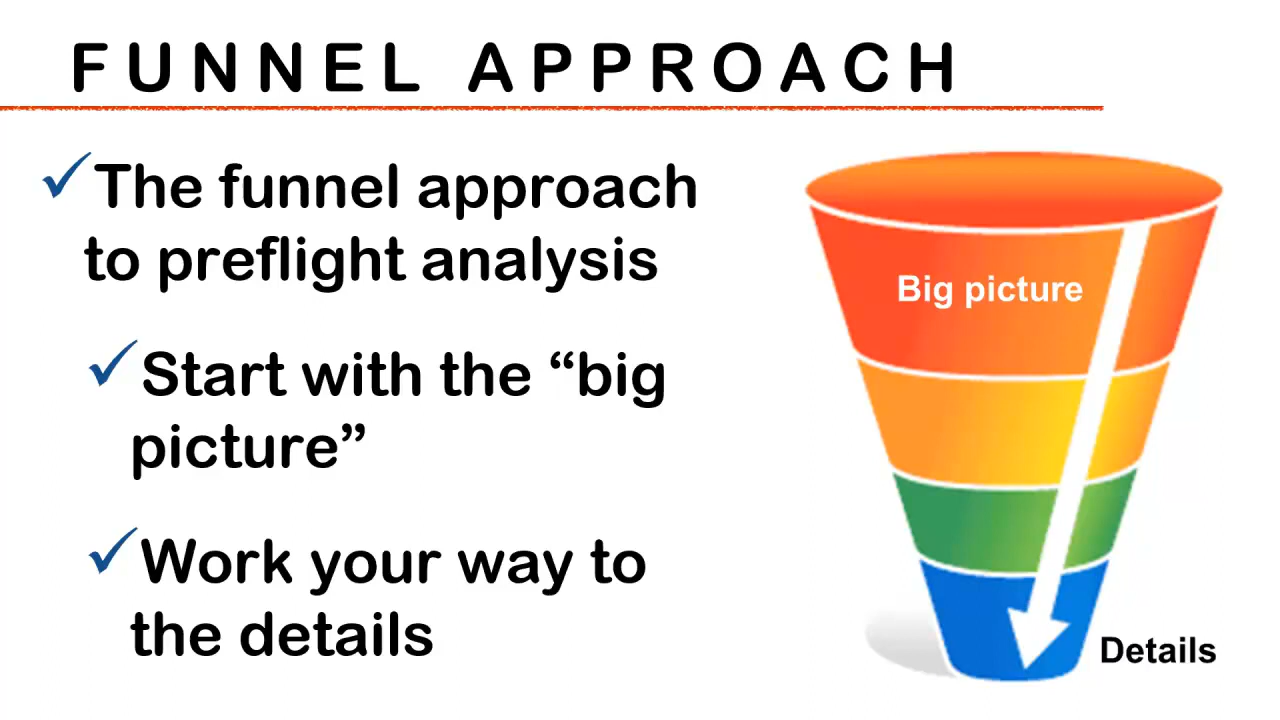 FUNNEL APPROACH
The funnel approach
to preflight analysis
Start with the “big
picture”
Work your way to
the details
Big picture
Details